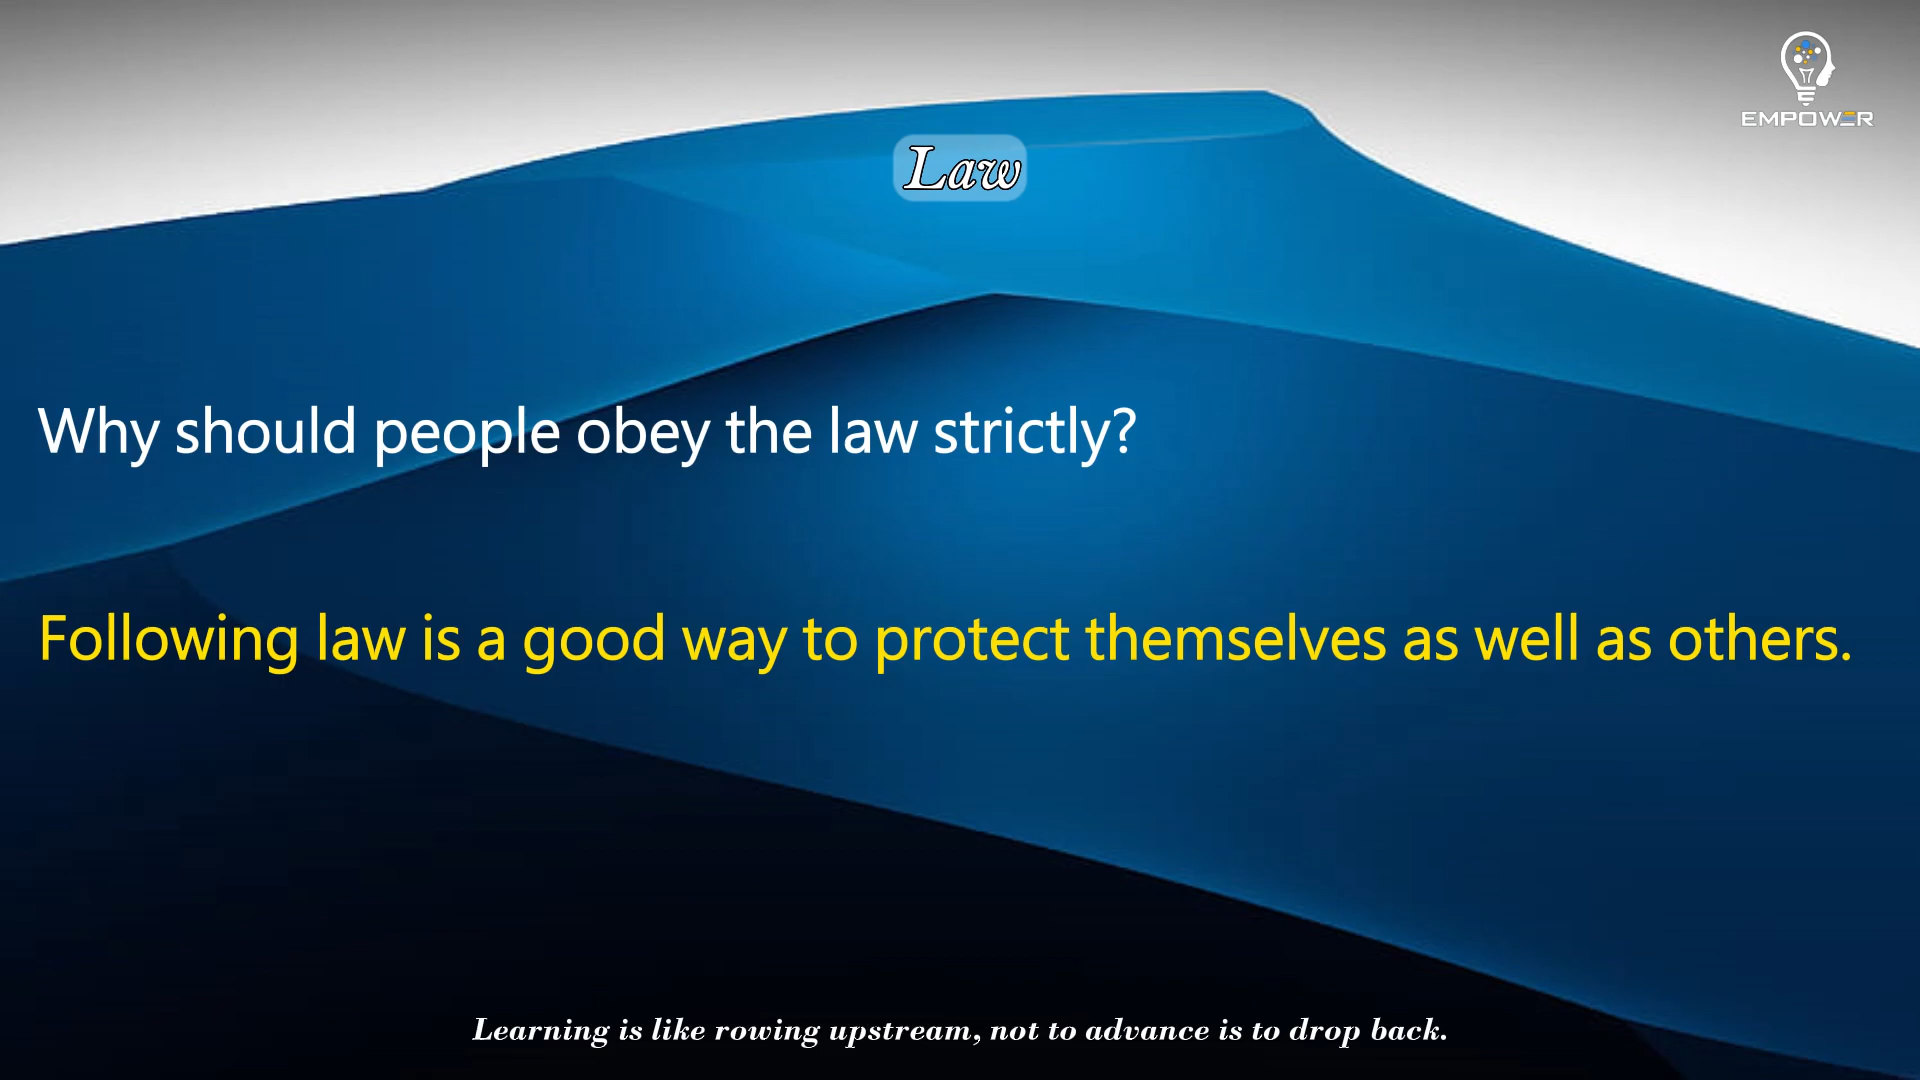 EMPOWER
Law
Why should people obey the law strictly?
Following law is a good way to protect themselves as well as others.
Learning is like rowing upstream, not to advance is to drop back.